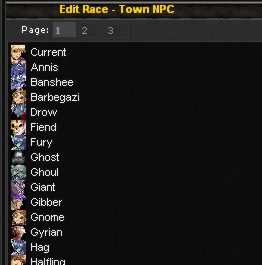 Edit Race - Town NPC
Page: 1 2 3
Current
Annis
Banshee
Barbegazi
Drow
Fiend
Fury
Ghost
Ghoul
Giant
Gibber
Gnome
Gyrian
Hag
Halfling